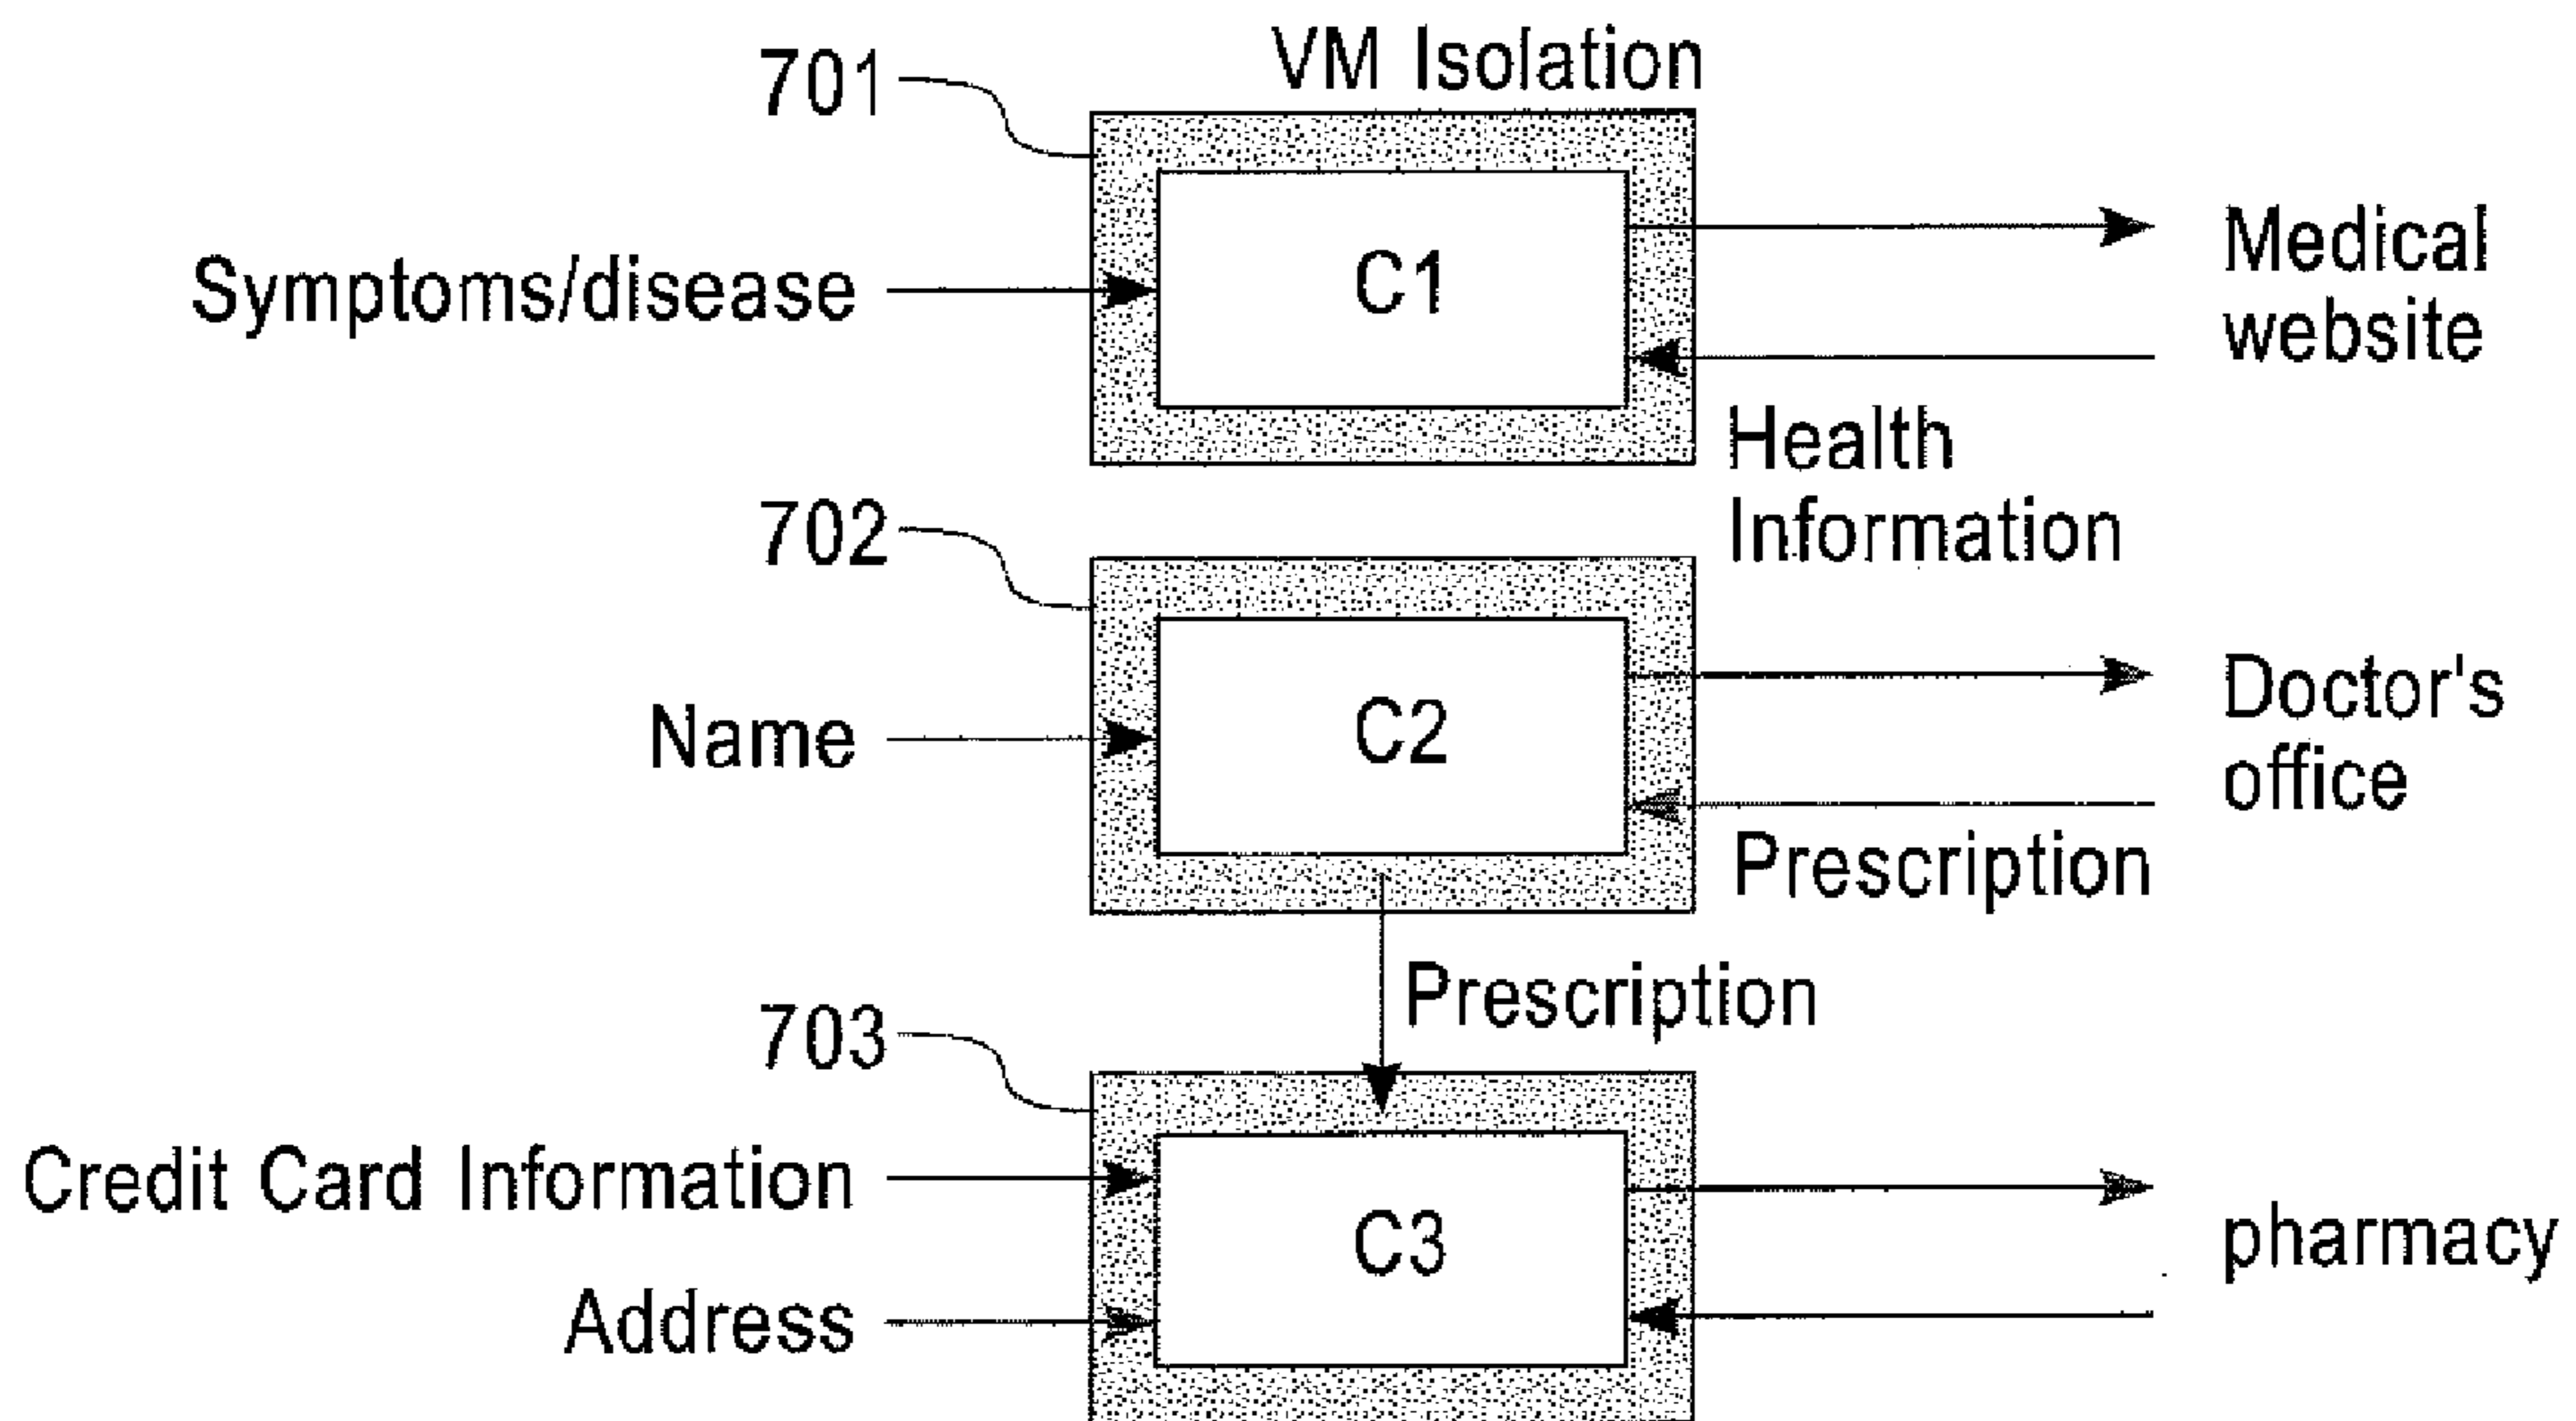 VM Isolation
701
Symptoms/disease
C1
Medical
website
Health
Information
702
Name
C2
Doctor's
office
Prescription
Prescription
703
Credit Card Information
Address
C3
pharmacy